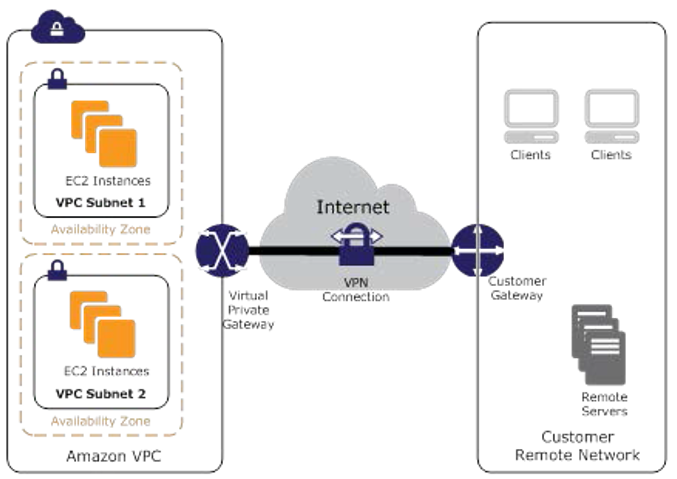 EC2 Instances
VPC Subnet 1
Availability Zone
EC2 Instances
VPC Subnet 2
Availability Zone
Amazon VPC
Virtual
Private
Gateway
Internet
VPN
Connection
Customer
Gateway
Clients
Clients
Remote
Servers
Customer
Remote Network